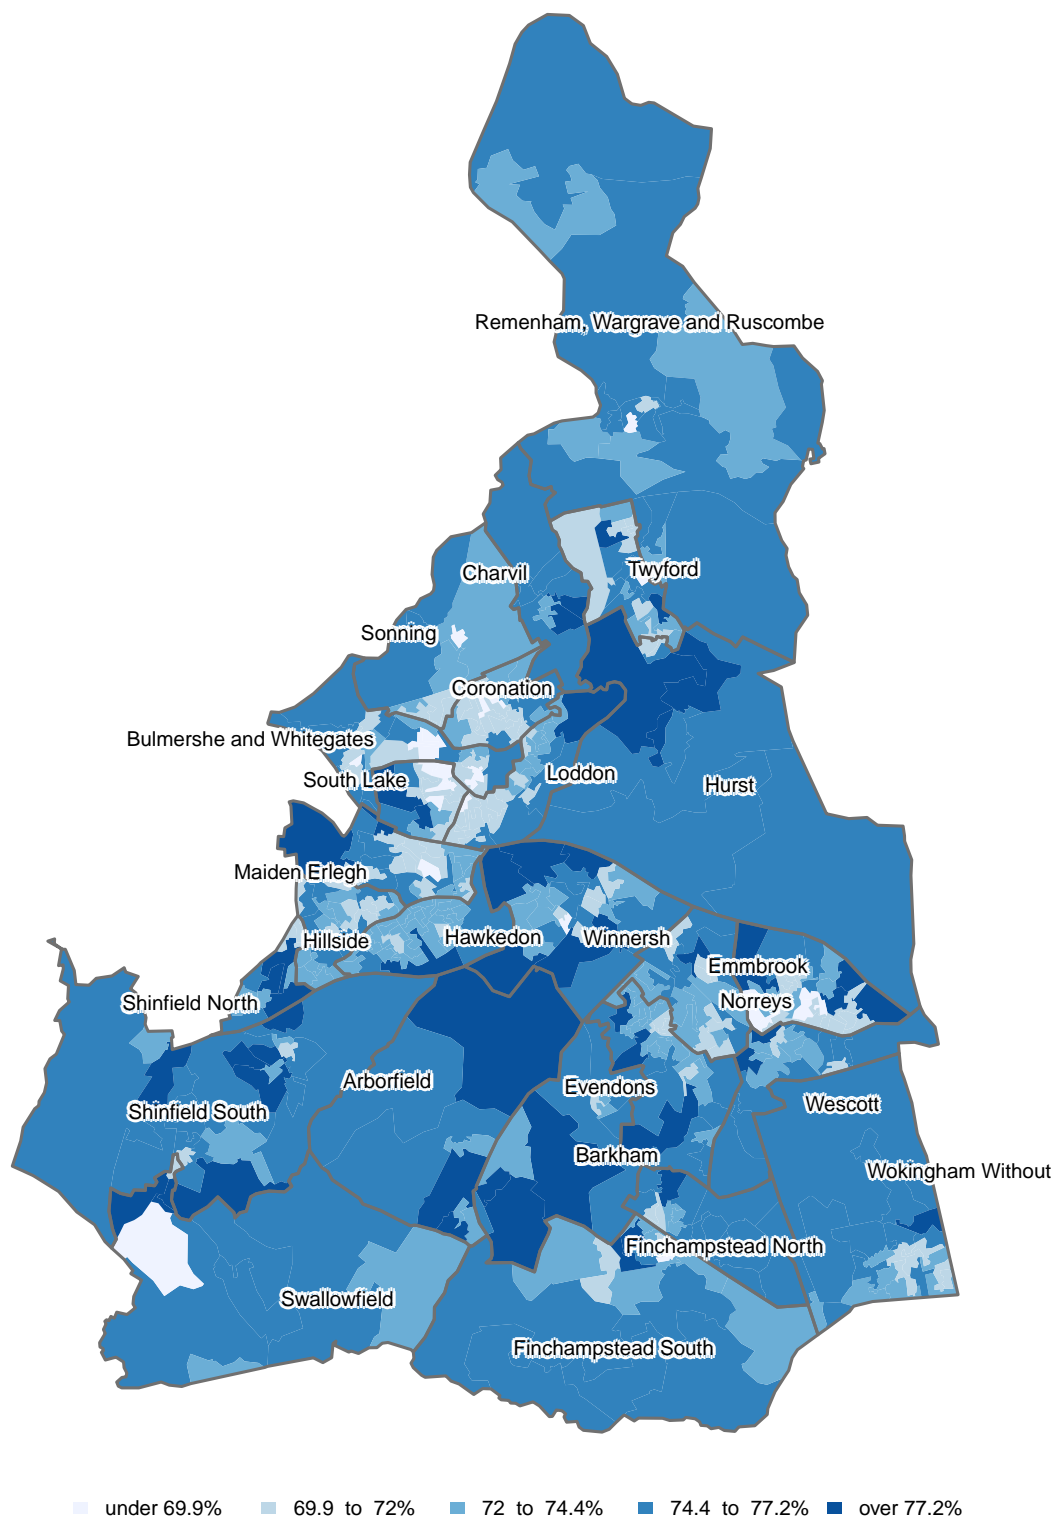 Remenham, Wargrave and Ruscombe
Twyford
Charvil
Sonning
Coronation
Bulmershe and Whitegates
South Lake
Loddon
Hurst
Maiden Erlegh
Hillside
Hawkedon
Winnersh
Emmbrook
Norreys
Shinfield North
Arborfield
Evendons
Wescott
Shinfield South
Barkham
Wokingham Without
Finchampstead North
Swallowfield
Finchampstead South
under 69.9% 69.9 to 72% 72 to 74.4% 74.4 to 77.2% over 77.2%